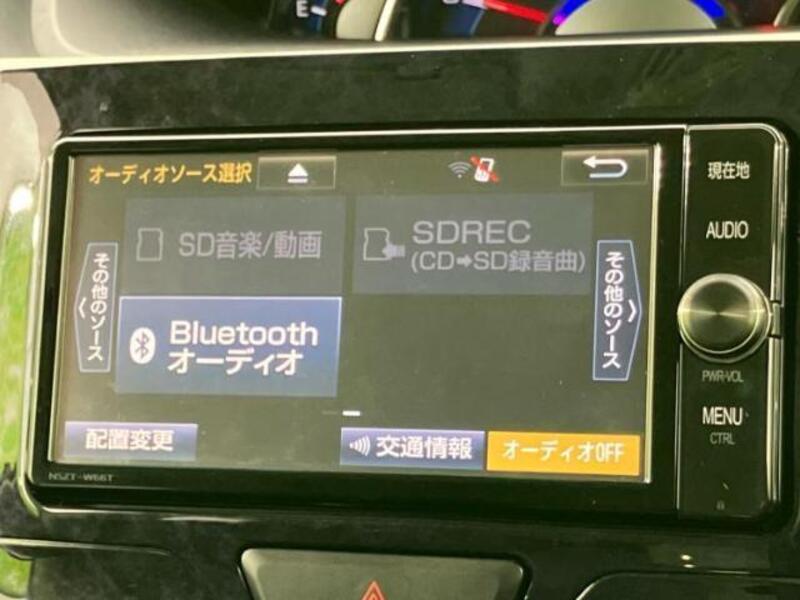 E
オーディオソース選択
SD音楽/動画
SDREC
(CD➡SD録音曲)
その他のソース
Bluetooth
オーディオ
その他のソース
配置変更
交通情報
オーディオOFF
NSZT-W66T
現在地
AUDIO
PWR•VOL
MENU
CTRL